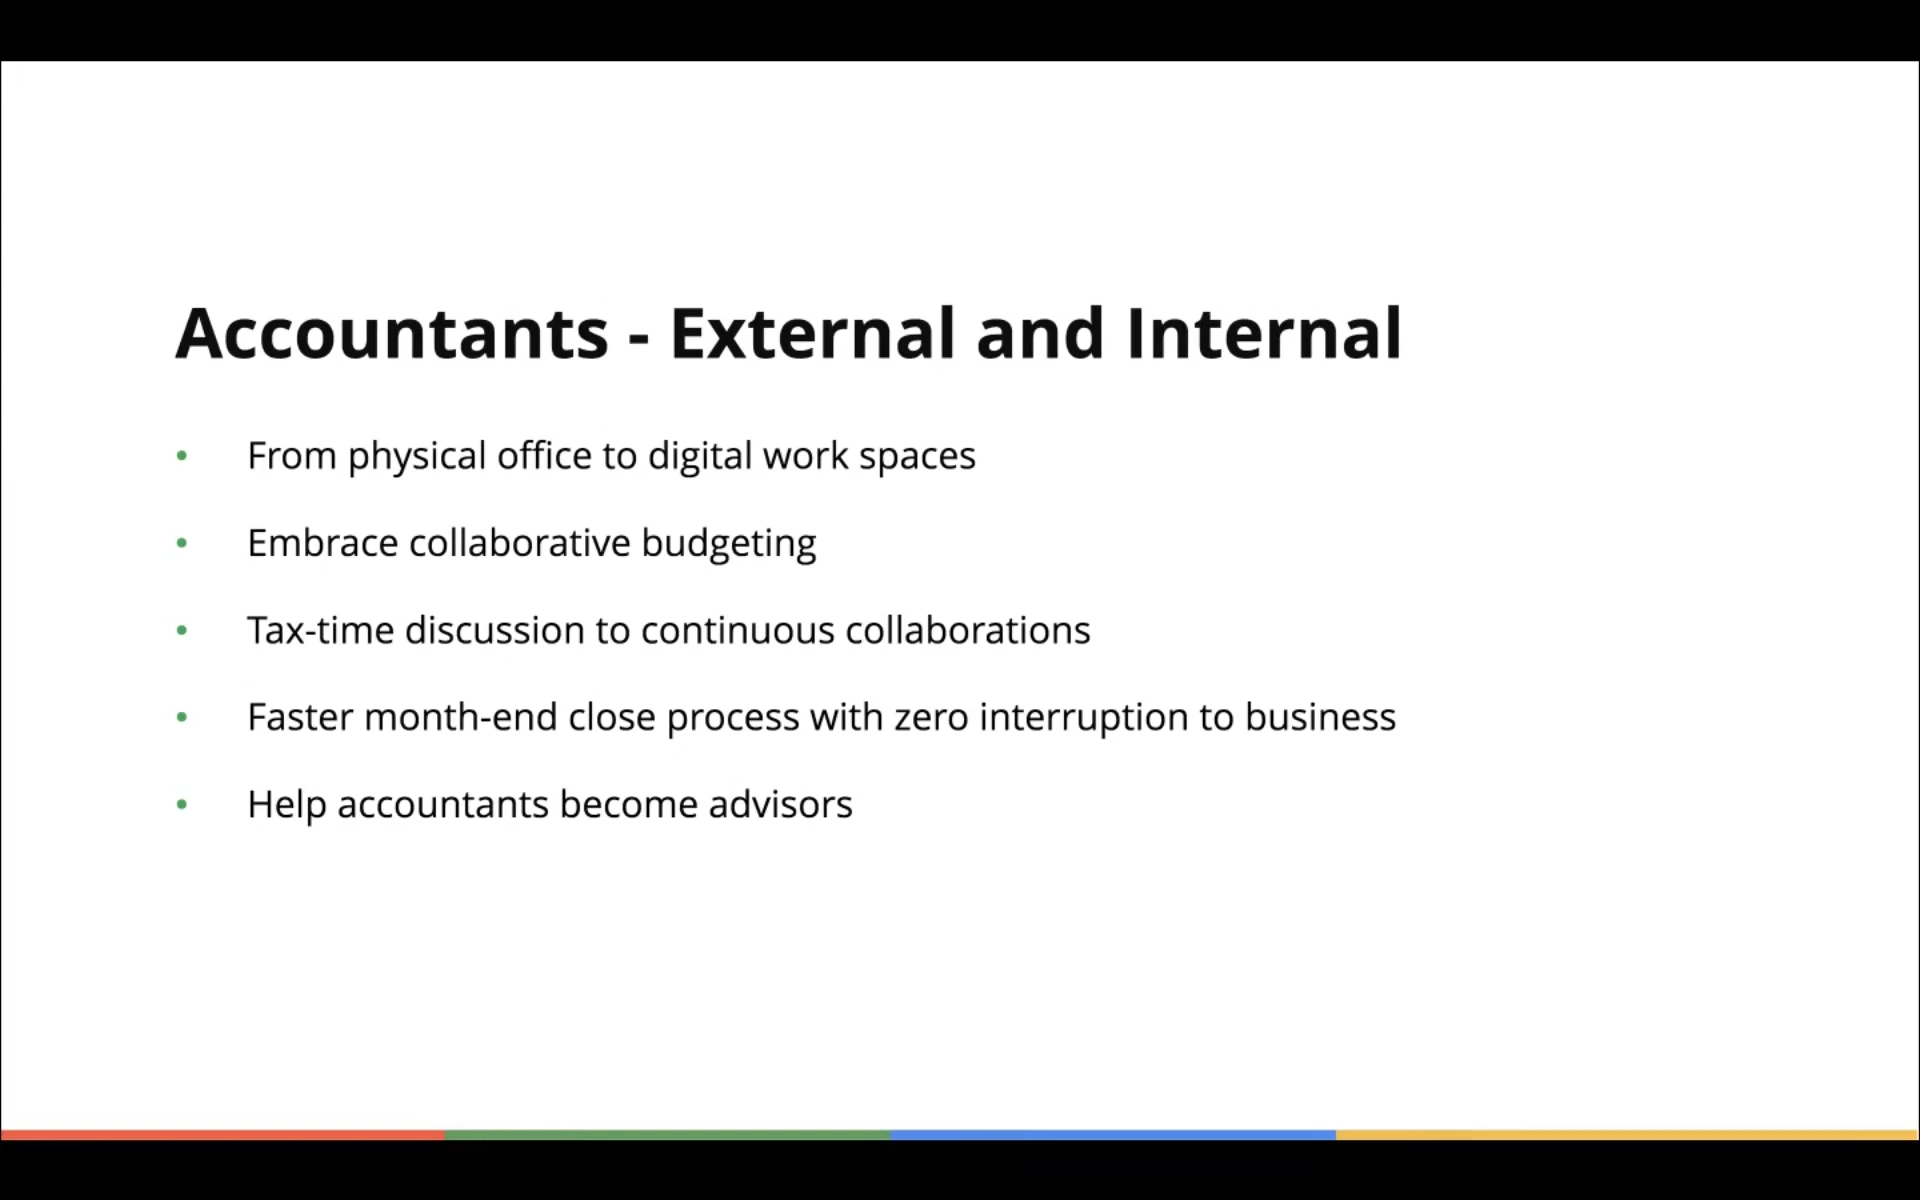 Accountants - External and Internal
• From physical office to digital work spaces
• Embrace collaborative budgeting
• Tax-time discussion to continuous collaborations
• Faster month-end close process with zero interruption to business
• Help accountants become advisors